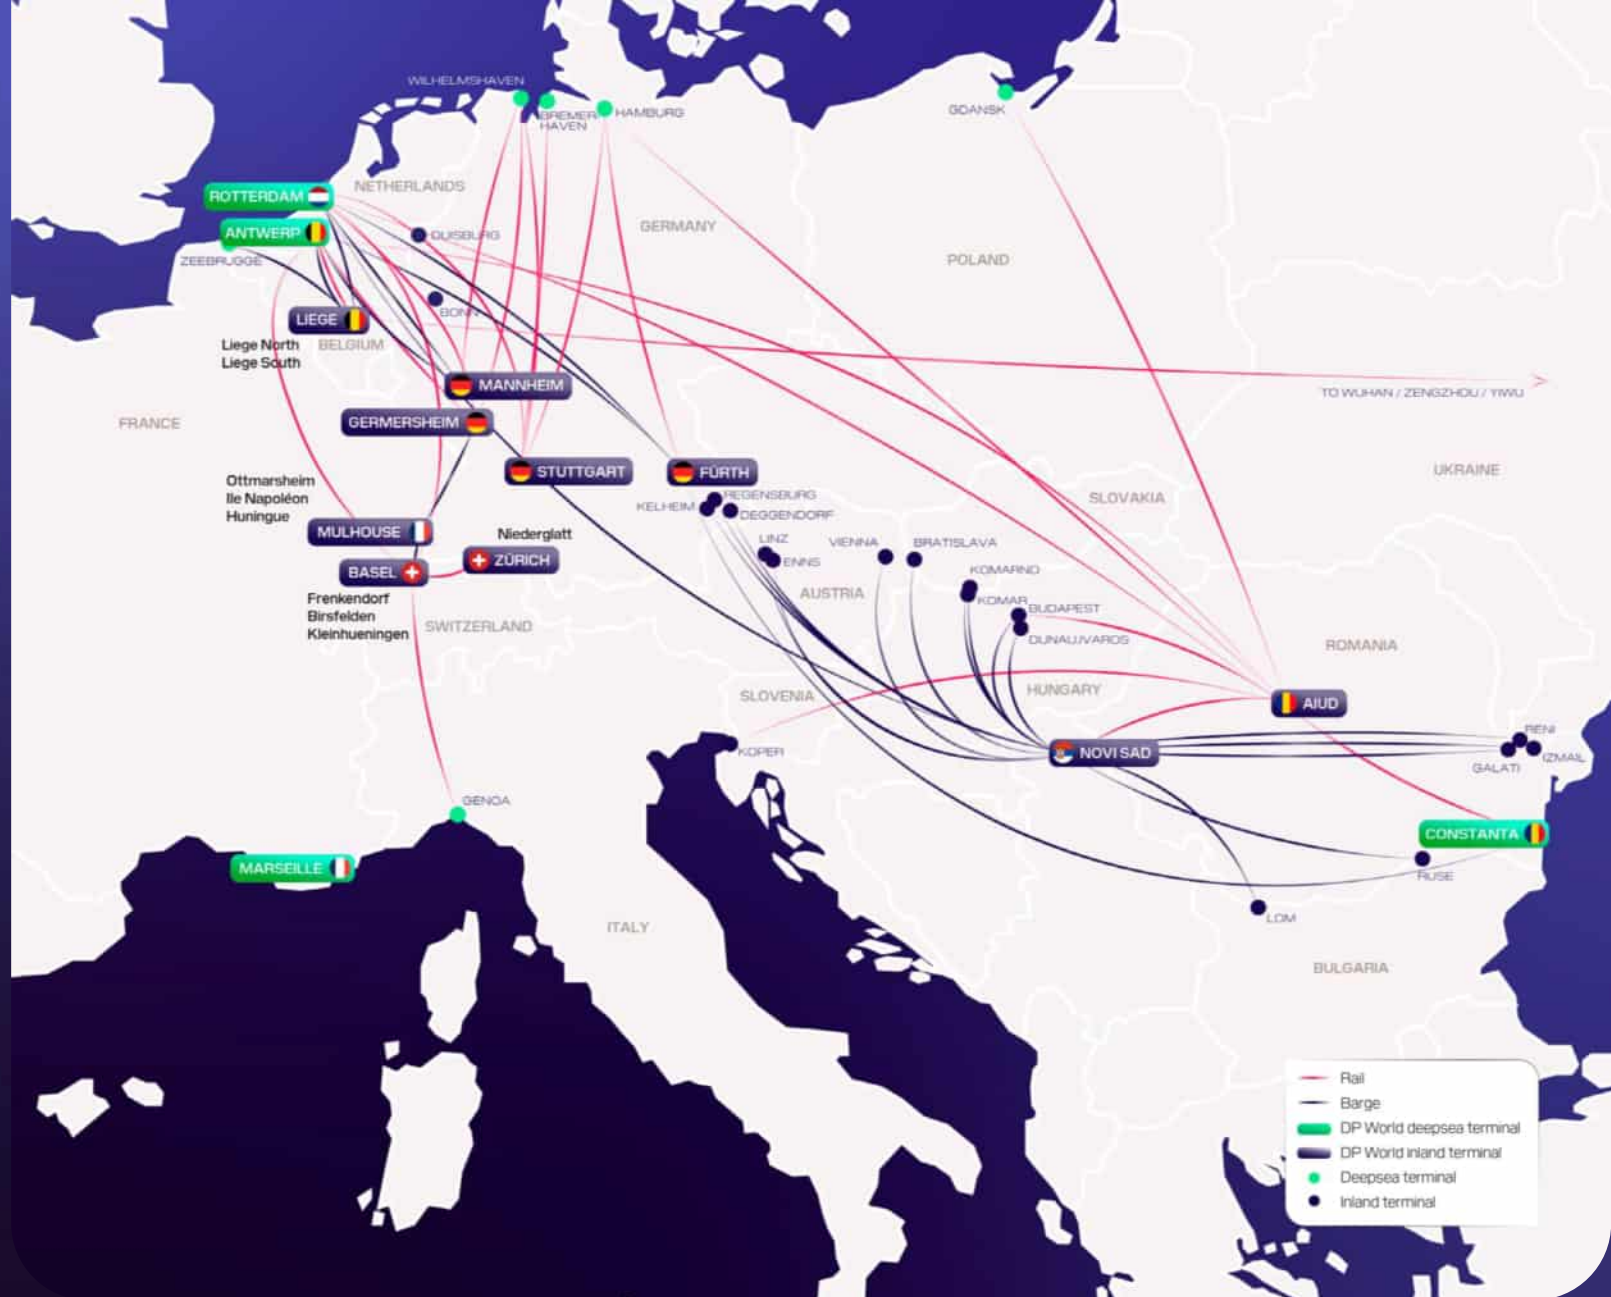 WILHELMSHAVEN
BREMER
HAVEN
HAMBURG
GDANSK
ROTTERDAM
NETHERLANDS
ANTWERP
DUISBURG
GERMANY
ZEEBRUGGE
POLAND
BONN
LIEGE
Liege North
Liege South
BELGIUM
MANNHEIM
TO WUHAN / ZENGZHOU / YIWU
FRANCE
GERMERSHEIM
STUTTGART
FÜRTH
UKRAINE
Ottmarsheim
Ile Napoléon
Huningue
KELHEIM
REGENSBURG
DEGGENDORF
SLOVAKIA
MULHOUSE
Niederglatt
ZÜRICH
BASEL
LINZ
ENNS
VIENNA
BRATISLAVA
KOMARNO
KOMAR
AUSTRIA
BUDAPEST
DUNAUJVAROS
Frenkendorf
Birsfelden
Kleinhueningen
SWITZERLAND
ROMANIA
SLOVENIA
HUNGARY
AIUD
KOPER
NOVI SAD
RENI
IZMAIL
GALATI
GENOA
CONSTANTA
MARSEILLE
RUSE
LOM
ITALY
BULGARIA
Rail
Barge
DP World deepsea terminal
DP World inland terminal
Deepsea terminal
Inland terminal